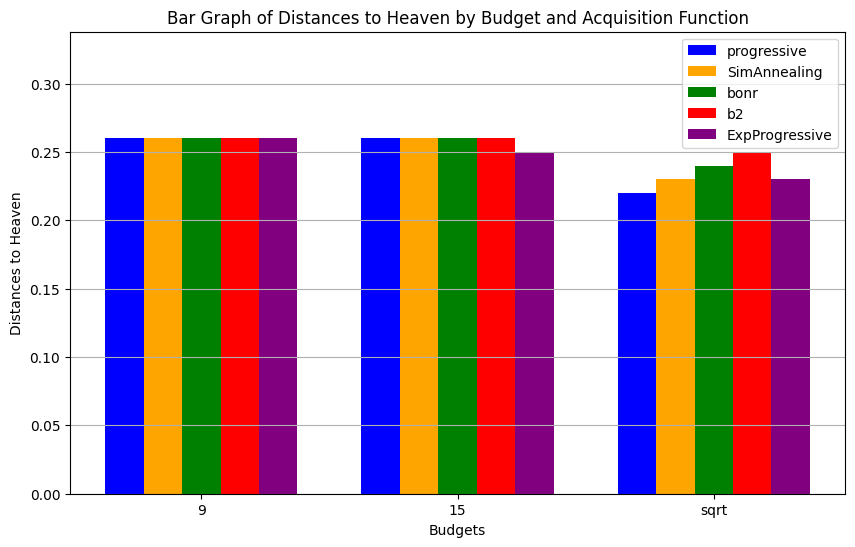 Bar Graph of Distances to Heaven by Budget and Acquisition Function
progressive
SimAnnealing
bonr
b2
ExpProgressive
Distances to Heaven
0.30
0.25
0.20
0.15
0.10
0.05
0.00
9
15
sqrt
Budgets